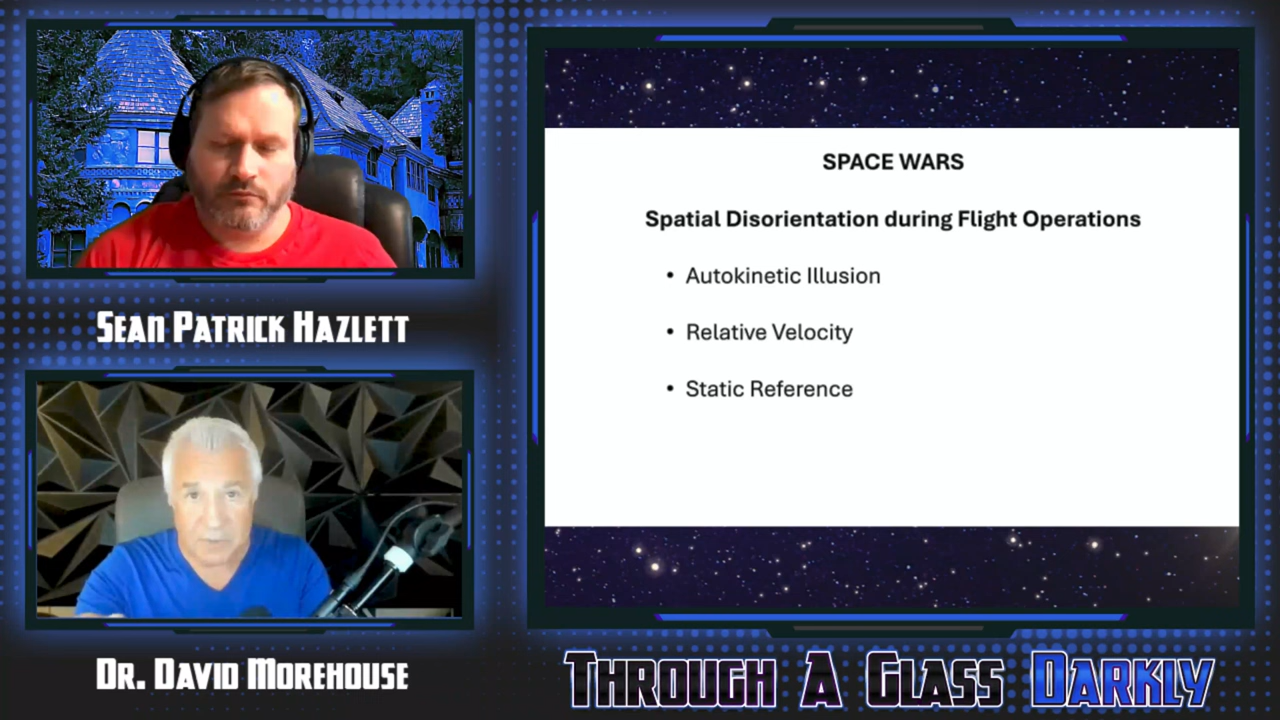 SEAN PATRICK HAZLETT
DR. DAVID MOREHOUSE
SPACE WARS
Spatial Disorientation during Flight Operations
• Autokinetic Illusion
• Relative Velocity
• Static Reference
THROUGH A GLASS DARKLY